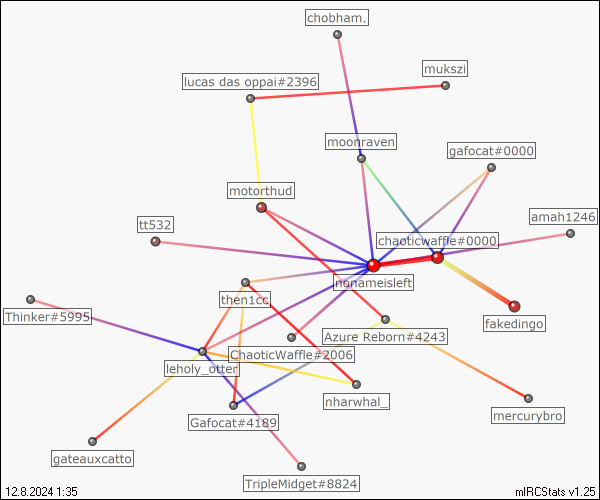 chobham.
mukszi
lucas das oppai#2396
moonraven
gafocat#0000
motorthud
amah1246
tt532
chaoticwaffle#0000
nonameisleft
then1cc
Thinker#5995
fakedingo
Azure Reborn#4243
ChaoticWaffle#2006
leholy_otter
nharwhal_
mercurybro
Gafocat#4189
gateauxcatto
TripleMidget#8824
12.8.2024 1:35
mIRCStats v1.25